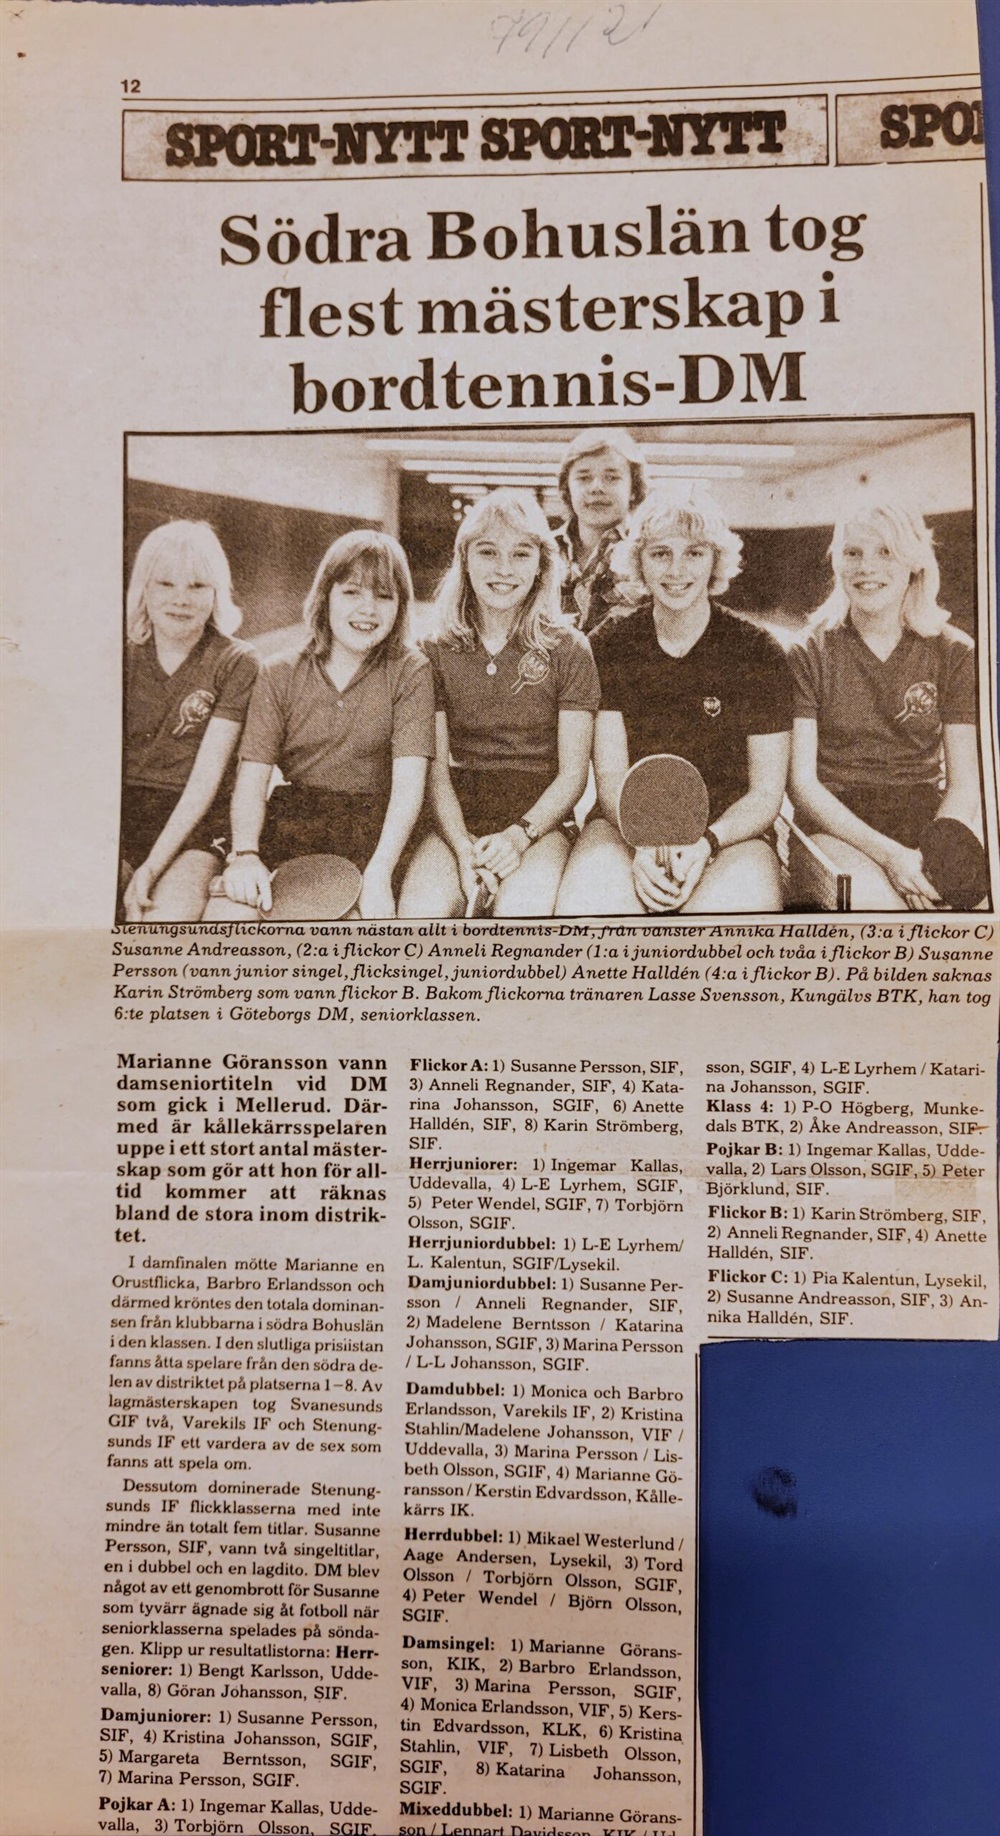 79/12
12
SPORT-NYTT SPORT-NYTT
SPO
Södra Bohuslän tog
flest mästerskap i
bordtennis-DM
Stenungsundsflickorna vann nästan allt i bordtennis-DM, från vänster Annika Halldén, (3:a i flickor C)
Susanne Andreasson, (2:a i flickor C) Anneli Regnander (1:a i juniordubbel och tvåa i flickor B) Susanne
Persson (vann junior singel, flicksingel, juniordubbel) Anette Halldén (4:a i flickor B). På bilden saknas
Karin Strömberg som vann flickor B. Bakom flickorna tränaren Lasse Svensson, Kungälvs BTK, han tog
6:te platsen i Göteborgs DM, seniorklassen.
Marianne Göransson vann
damseniortiteln vid DM
som gick i Mellerud. Där-
med är kållekärrsspelaren
uppe i ett stort antal mäster-
skap som gör att hon för all-
tid kommer att räknas
bland de stora inom distrik-
tet.
I damfinalen mötte Marianne en
Orustflicka, Barbro Erlandsson och
därmed kröntes den totala dominan-
sen från klubbarna i södra Bohuslän
i den klassen. I den slutliga prislistan
fanns åtta spelare från den södra de-
len av distriktet på platserna 1–8. Av
lagmästerskapen tog Svanesunds
GIF två, Varekils IF och Stenung-
sunds IF ett vardera av de sex som
fanns att spela om.
Dessutom dominerade Stenung-
sunds IF flickklasserna med inte
mindre än totalt fem titlar. Susanne
Persson, SIF, vann två singeltitlar,
en i dubbel och en lagdito. DM blev
något av ett genombrott för Susanne
som tyvärr ägnade sig åt fotboll när
seniorklasserna spelades på sönda-
gen. Klipp ur resultatlistorna: Herr-
seniorer: 1) Bengt Karlsson, Udde-
valla, 8) Göran Johansson, SIF.
Damjuniorer: 1) Susanne Persson,
SIF, 4) Kristina Johansson, SGIF,
5) Margareta Berntsson, SGIF,
7) Marina Persson, SGIF.
Pojkar A: 1) Ingemar Kallas, Udde-
valla, 3) Torbjörn Olsson, SGIF,
Flickor A: 1) Susanne Persson, SIF,
3) Anneli Regnander, SIF, 4) Kata-
rina Johansson, SGIF, 6) Anette
Halldén, SIF, 8) Karin Strömberg,
SIF.
Herrjuniorer: 1) Ingemar Kallas,
Uddevalla, 4) L-E Lyrhem, SGIF,
5) Peter Wendel, SGIF, 7) Torbjörn
Olsson, SGIF.
Herrjuniordubbel: 1) L-E Lyrhem/
L. Kalentun, SGIF/Lysekil.
Damjuniordubbel: 1) Susanne Per-
sson / Anneli Regnander, SIF,
2) Madelene Berntsson / Katarina
Johansson, SGIF, 3) Marina Persson
/ L-L Johansson, SGIF.
Damdubbel: 1) Monica och Barbro
Erlandsson, Varekils IF, 2) Kristina
Stahlin/Madelene Johansson, VIF /
Uddevalla, 3) Marina Persson / Lis-
beth Olsson, SGIF, 4) Marianne Gö-
ransson / Kerstin Edvardsson, Kålle-
kärrs IK.
Herrdubbel: 1) Mikael Westerlund /
Aage Andersen, Lysekil, 3) Tord
Olsson / Torbjörn Olsson, SGIF,
4) Peter Wendel / Björn Olsson,
SGIF.
Damsingel: 1) Marianne Görans-
son, KIK, 2) Barbro Erlandsson,
VIF, 3) Marina Persson, SGIF,
4) Monica Erlandsson, VIF, 5) Kers-
tin Edvardsson, KLK, 6) Kristina
Stahlin, VIF, 7) Lisbeth Olsson,
SGIF, 8) Katarina Johansson,
SGIF.
Mixeddubbel: 1) Marianne Görans-
son / Lennart Davidsson, KIK / Ud-
sson, SGIF, 4) L-E Lyrhem / Katari-
na Johansson, SGIF.
Klass 4: 1) P-O Högberg, Munke-
dals BTK, 2) Åke Andreasson, SIF.
Pojkar B: 1) Ingemar Kallas, Udde-
valla, 2) Lars Olsson, SGIF, 5) Peter
Björklund, SIF.
Flickor B: 1) Karin Strömberg, SIF,
2) Anneli Regnander, SIF, 4) Anette
Halldén, SIF.
Flickor C: 1) Pia Kalentun, Lysekil,
2) Susanne Andreasson, SIF, 3) An-
nika Halldén, SIF.